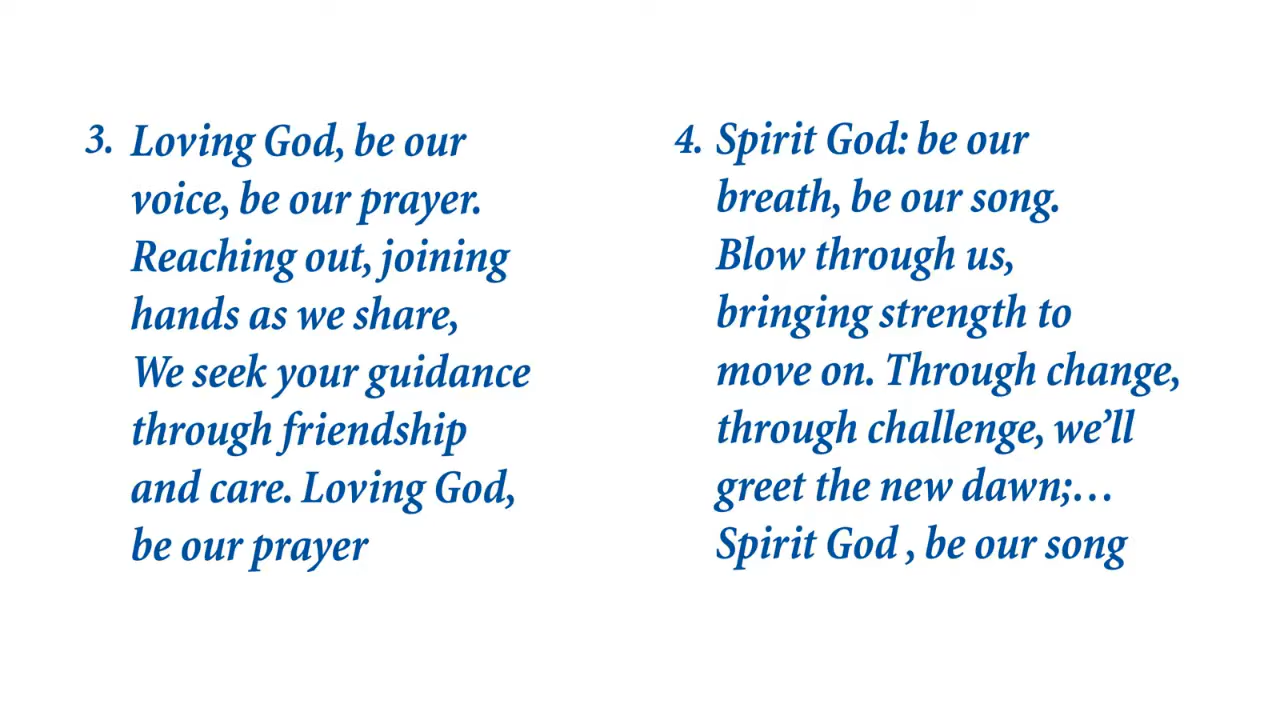 3. Loving God, be our
voice, be our prayer.
Reaching out, joining
hands as we share,
We seek your guidance
through friendship
and care. Loving God,
be our prayer
4. Spirit God: be our
breath, be our song.
Blow through us,
bringing strength to
move on. Through change,
through challenge, we’ll
greet the new dawn;…
Spirit God , be our song